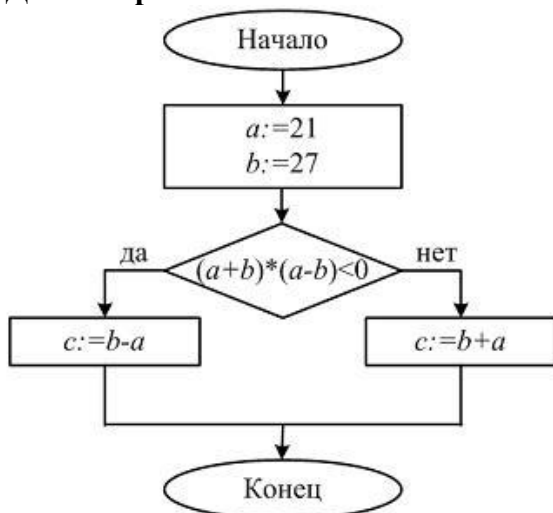 Начало
a:=21
b:=27
да
(a+b)*(a-b)<0
нет
c:=b-a
c:=b+a
Конец